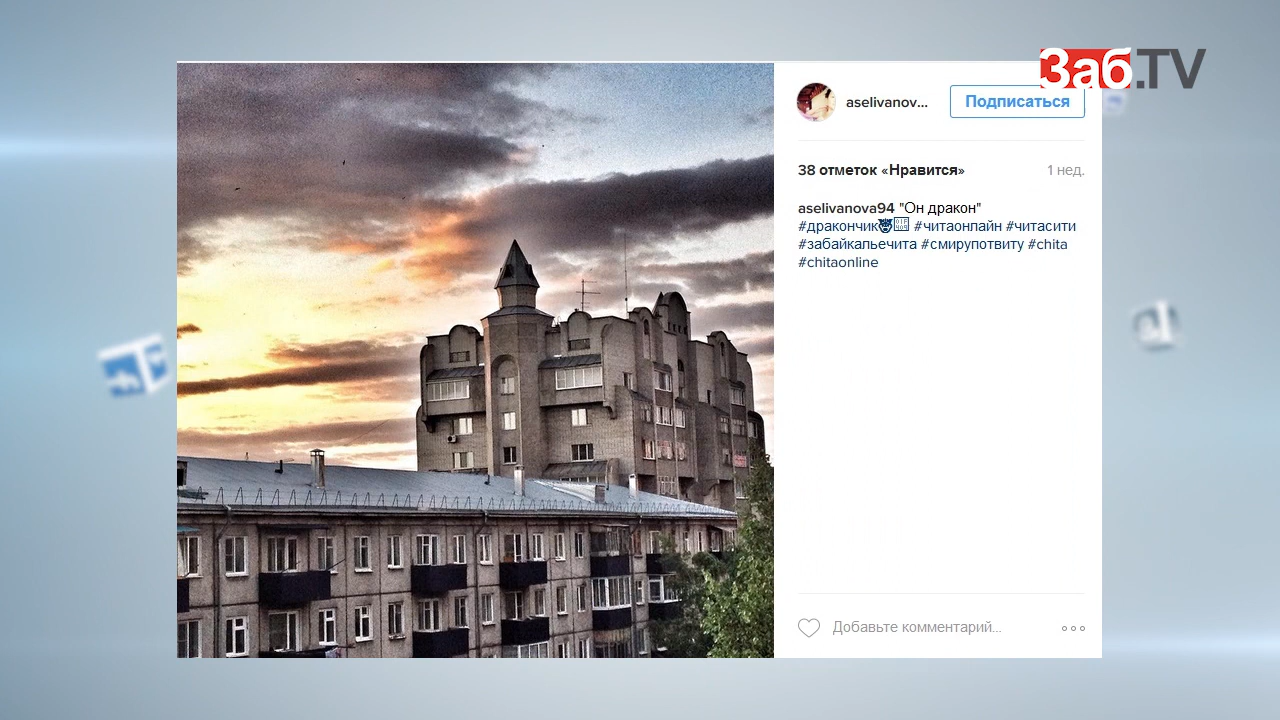 Заб.TV
aselivanov...
Подписаться
38 отметок «Нравится»
1 нед.
aselivanova94 "Он дракон"
#дракончик👹 #читаонлайн #читасити
#забайкальечита #смирупотвиту #chita
#chitaonline
Добавьте комментарий...